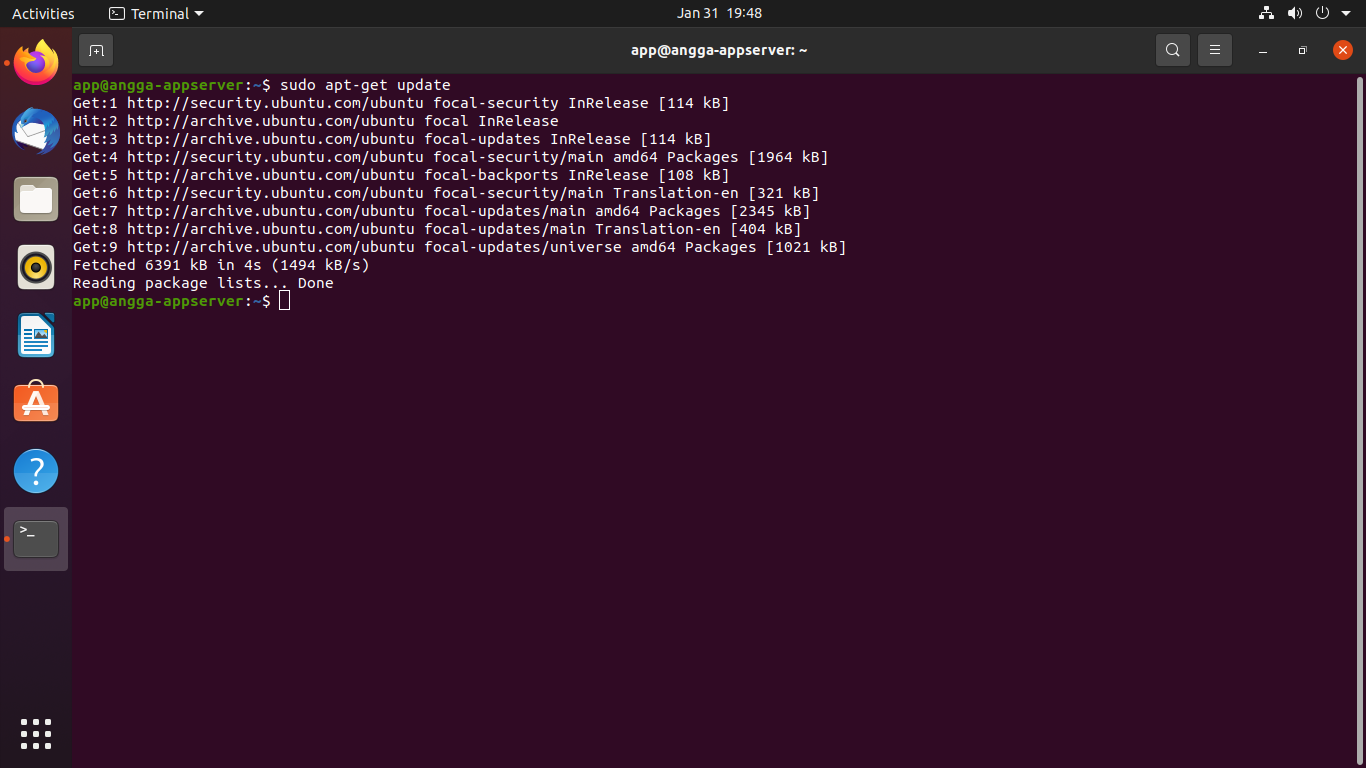 Activities
Terminal
Jan 31 19:48
app@angga-appserver: ~
app@angga-appserver:~$ sudo apt-get update
Get:1 http://security.ubuntu.com/ubuntu focal-security InRelease [114 kB]
Hit:2 http://archive.ubuntu.com/ubuntu focal InRelease
Get:3 http://archive.ubuntu.com/ubuntu focal-updates InRelease [114 kB]
Get:4 http://security.ubuntu.com/ubuntu focal-security/main amd64 Packages [1964 kB]
Get:5 http://archive.ubuntu.com/ubuntu focal-backports InRelease [108 kB]
Get:6 http://security.ubuntu.com/ubuntu focal-security/main Translation-en [321 kB]
Get:7 http://archive.ubuntu.com/ubuntu focal-updates/main amd64 Packages [2345 kB]
Get:8 http://archive.ubuntu.com/ubuntu focal-updates/main Translation-en [404 kB]
Get:9 http://archive.ubuntu.com/ubuntu focal-updates/universe amd64 Packages [1021 kB]
Fetched 6391 kB in 4s (1494 kB/s)
Reading package lists... Done
app@angga-appserver:~$